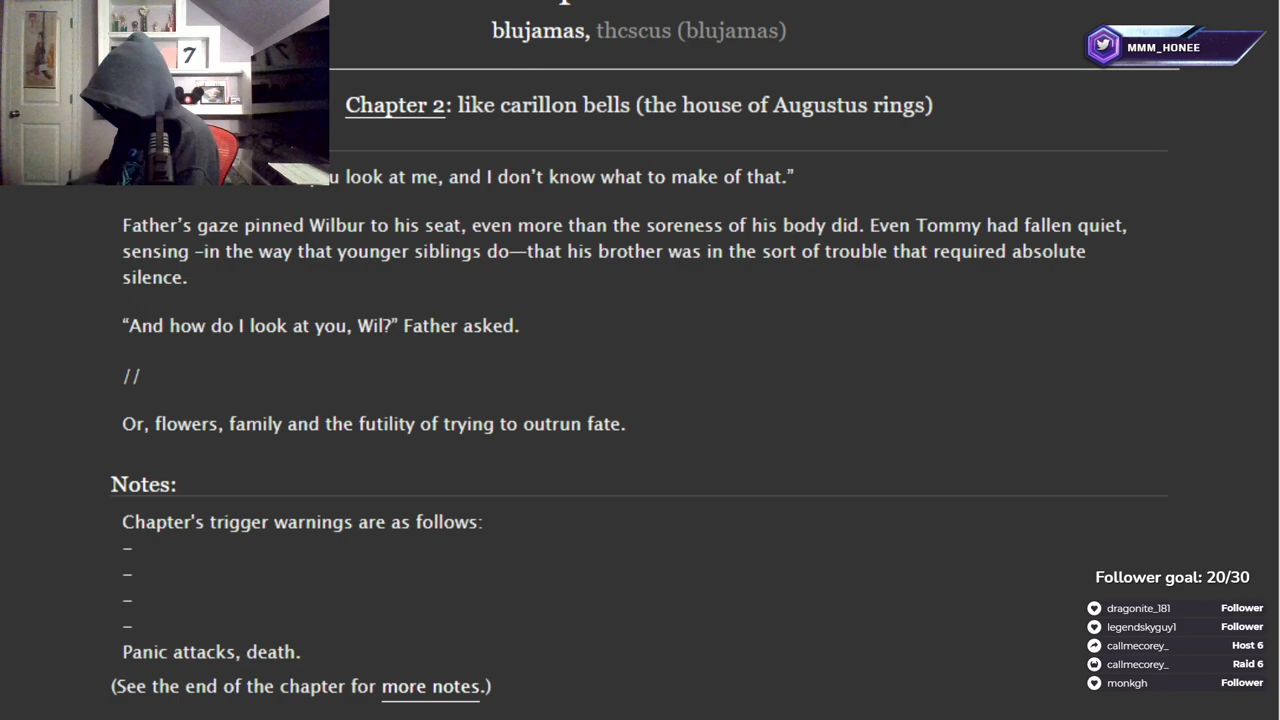 blujamas, thcscus (blujamas)
MMM_HONEE
7
Chapter 2: like carillon bells (the house of Augustus rings)
look at me, and I don’t know what to make of that.”
Father’s gaze pinned Wilbur to his seat, even more than the soreness of his body did. Even Tommy had fallen quiet,
sensing –in the way that younger siblings do—that his brother was in the sort of trouble that required absolute
silence.
“And how do I look at you, Wil?” Father asked.
//
Or, flowers, family and the futility of trying to outrun fate.
Notes:
Chapter's trigger warnings are as follows:
–
–
–
–
Panic attacks, death.
(See the end of the chapter for more notes.)
Follower goal: 20/30
dragonite_181 Follower
legendskyguy1 Follower
callmecorey_ Host 6
callmecorey_ Raid 6
monkgh Follower